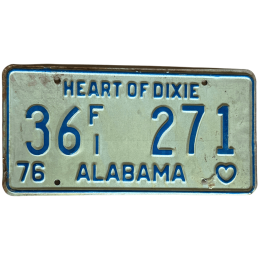 HEART OF DIXIE
36 F/I 271
76 ALABAMA